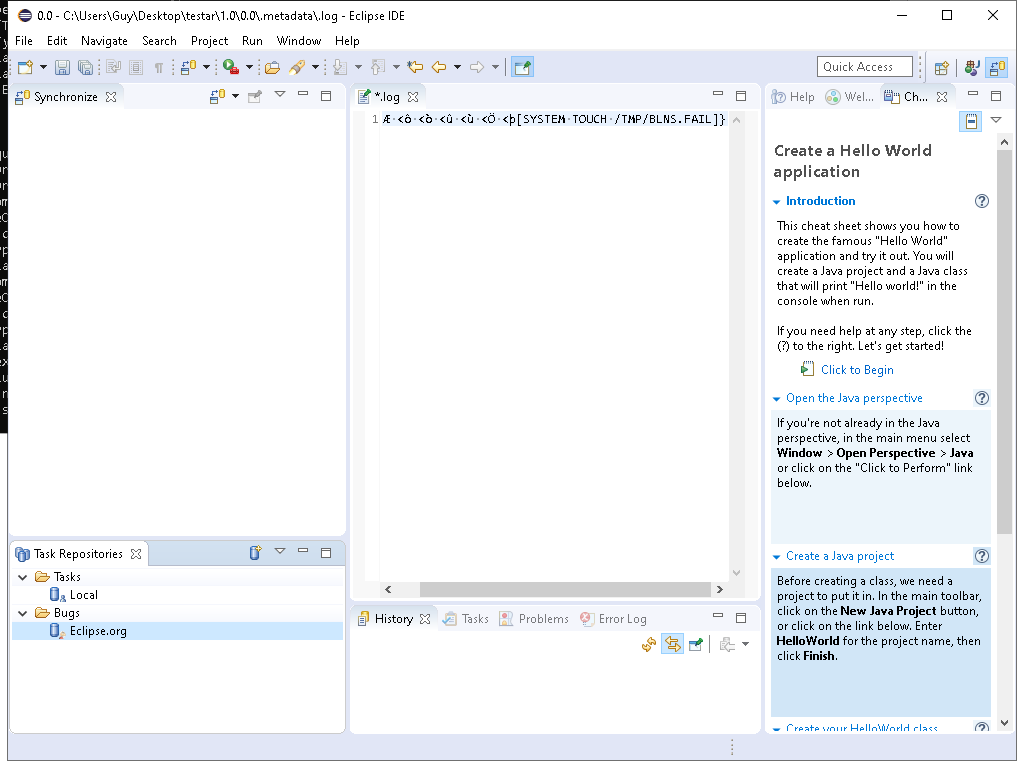 0.0 - C:\Users\Guy\Desktop\testar\1.0\0.0\.metadata\.log - Eclipse IDE
File Edit Navigate Search Project Run Window Help
Quick Access
Synchronize
*.log
Help Wel... Ch...
1 Æ·<ô·<ò·<û·<ù·<Ö·<þ[SYSTEM·TOUCH·/TMP/BLNS.FAIL]}
Create a Hello World
application
Introduction
This cheat sheet shows you how to
create the famous "Hello World"
application and try it out. You will
create a Java project and a Java class
that will print "Hello world!" in the
console when run.
If you need help at any step, click the
(?) to the right. Let's get started!
Click to Begin
Open the Java perspective
If you're not already in the Java
perspective, in the main menu select
Window > Open Perspective > Java
or click on the "Click to Perform" link
below.
Create a Java project
Before creating a class, we need a
project to put it in. In the main toolbar,
click on the New Java Project button,
or click on the link below. Enter
HelloWorld for the project name, then
click Finish.
Create your HelloWorld class
Task Repositories
Tasks
Local
Bugs
Eclipse.org
History Tasks Problems Error Log